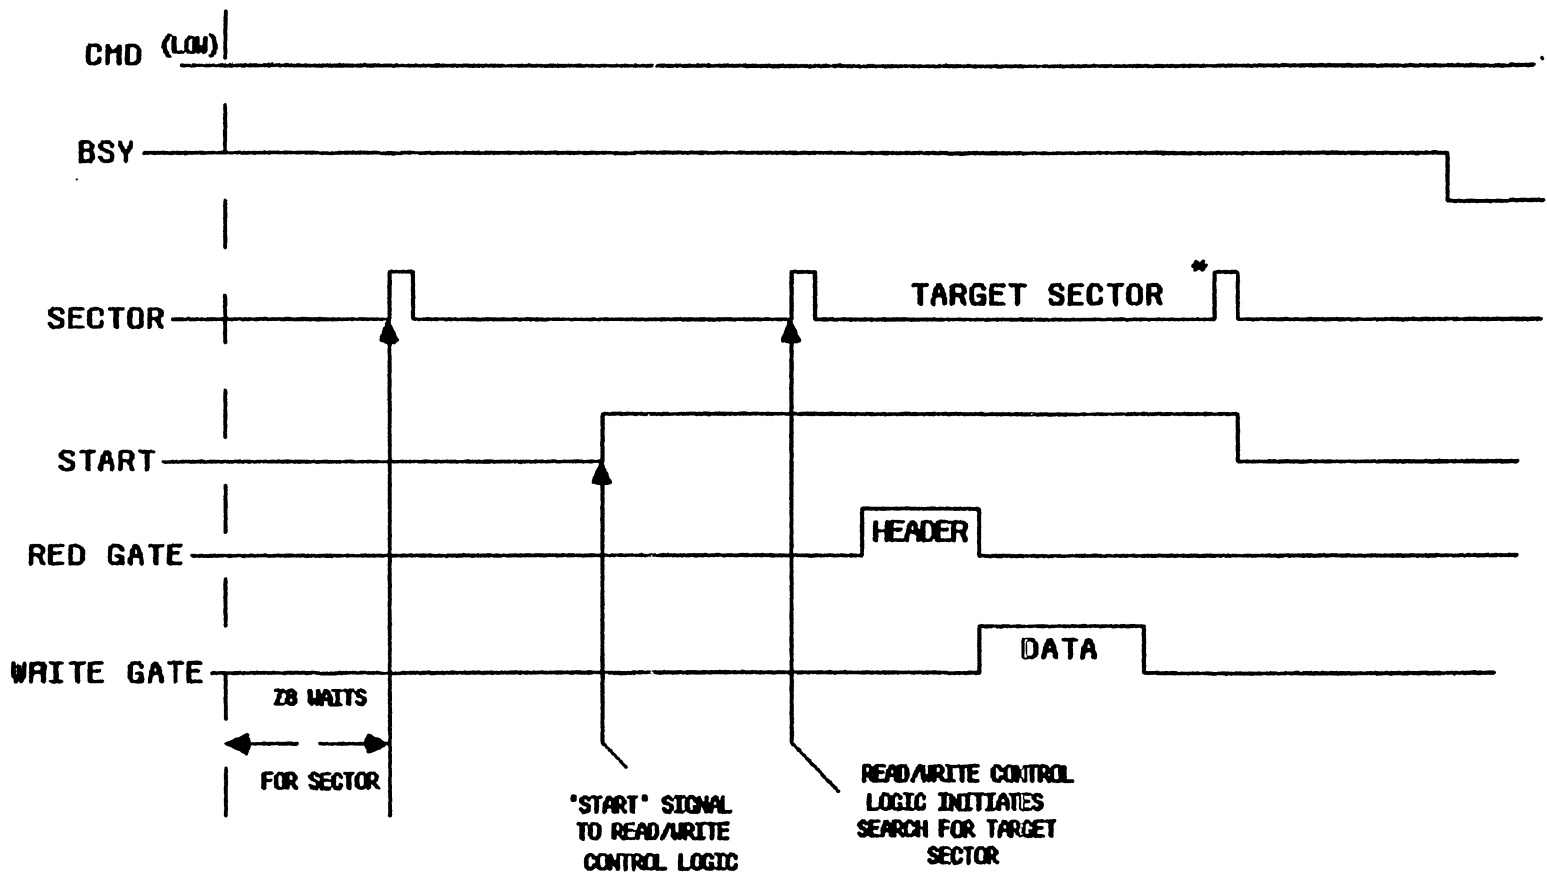 CMD (LOW)
BSY
SECTOR
TARGET SECTOR *
START
RED GATE
HEADER
WRITE GATE
DATA
Z8 WAITS
FOR SECTOR
"START" SIGNAL
TO READ/WRITE
CONTROL LOGIC
READ/WRITE CONTROL
LOGIC INITIATES
SEARCH FOR TARGET
SECTOR